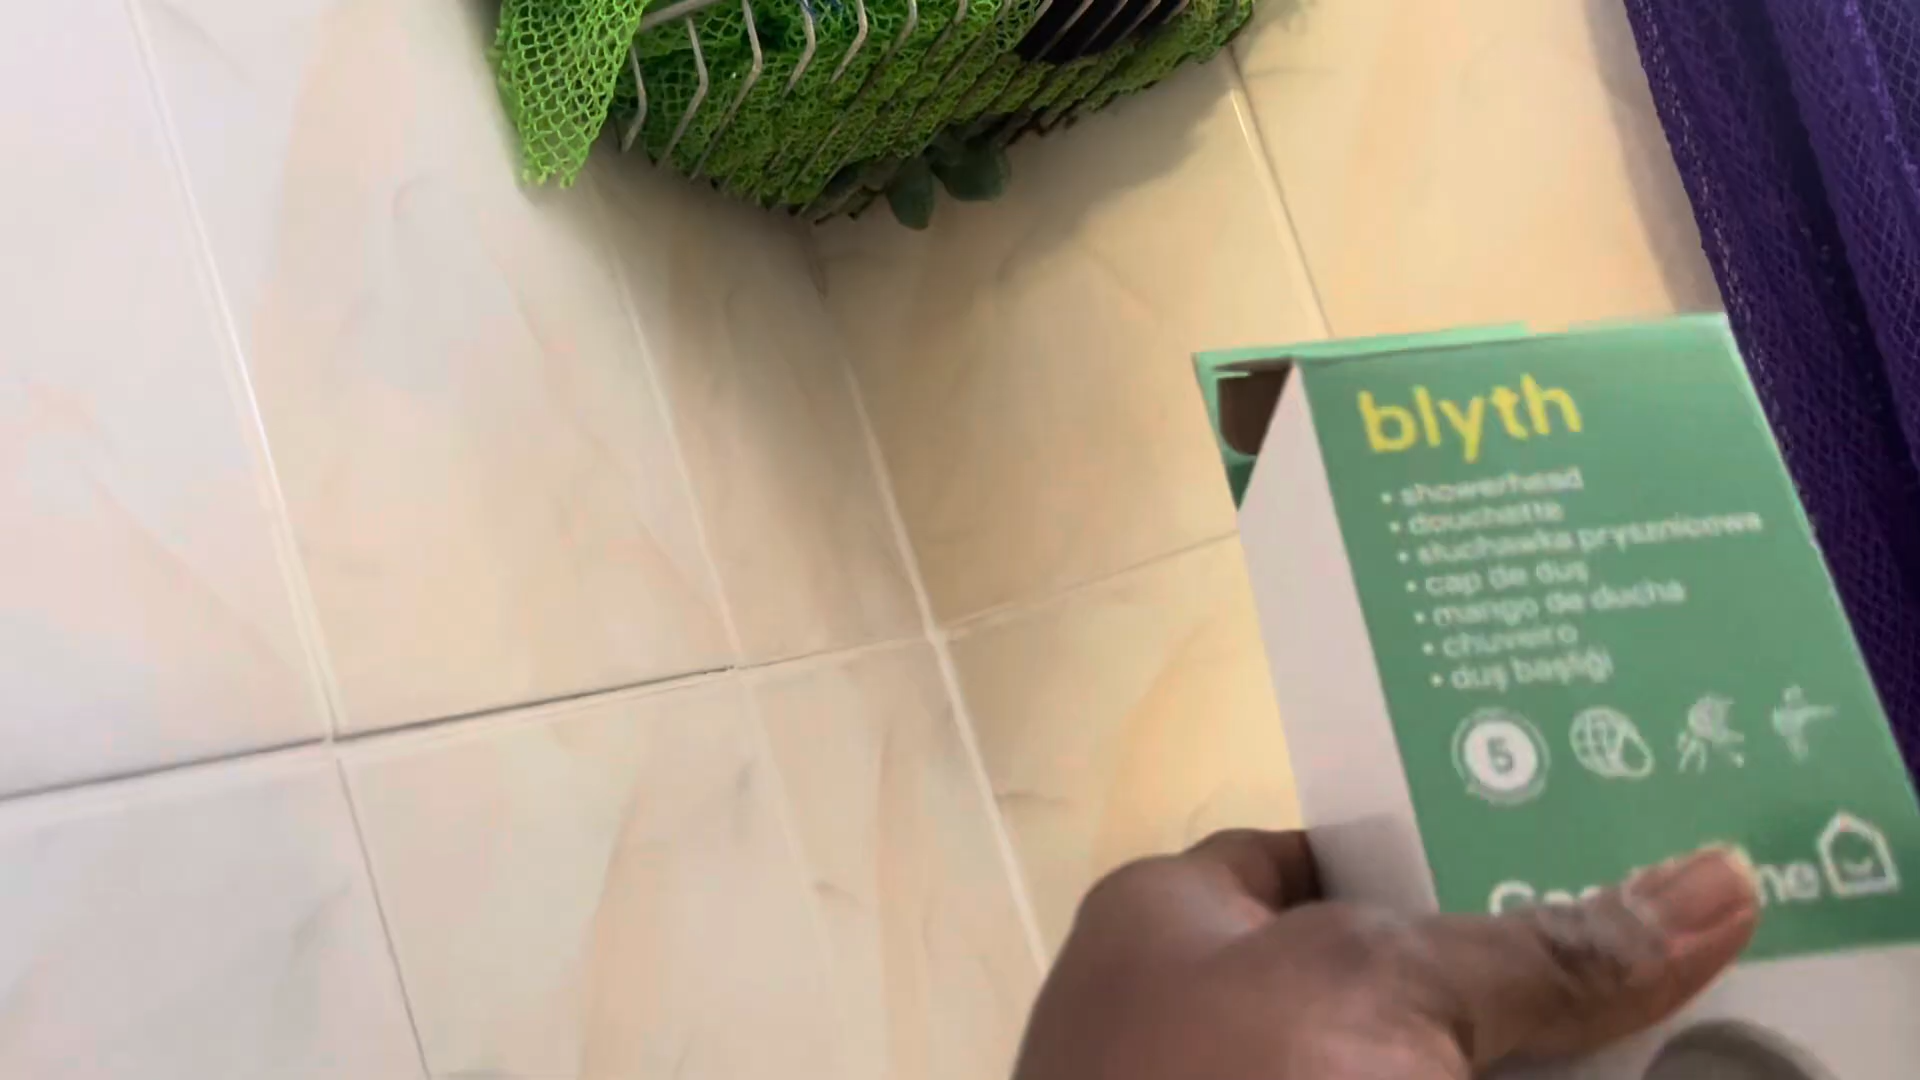 blyth
• showerhead
• douchette
• słuchawka prysznicowa
• cap de duş
• mango de ducha
• chuveiro
• duş başlığı
5